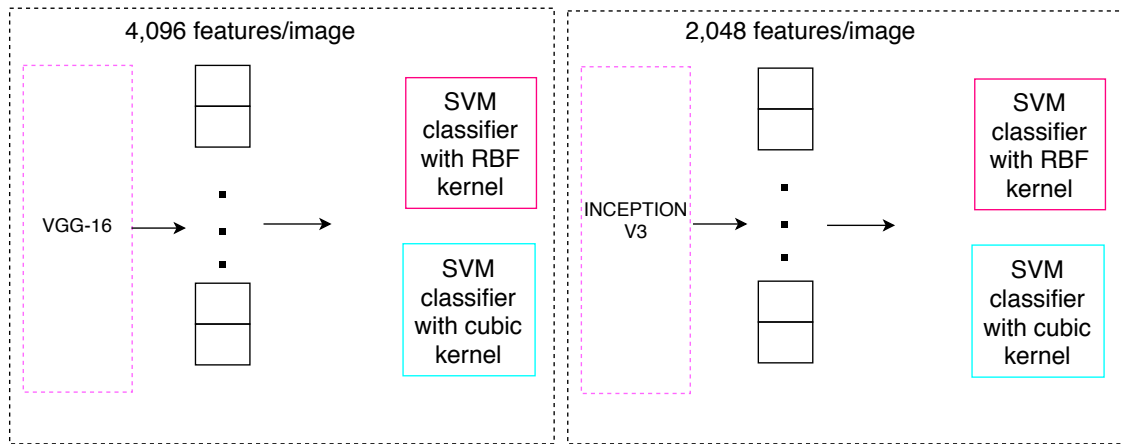 4,096 features/image
VGG-16
SVM
classifier
with RBF
kernel
SVM
classifier
with cubic
kernel
2,048 features/image
INCEPTION
V3
SVM
classifier
with RBF
kernel
SVM
classifier
with cubic
kernel